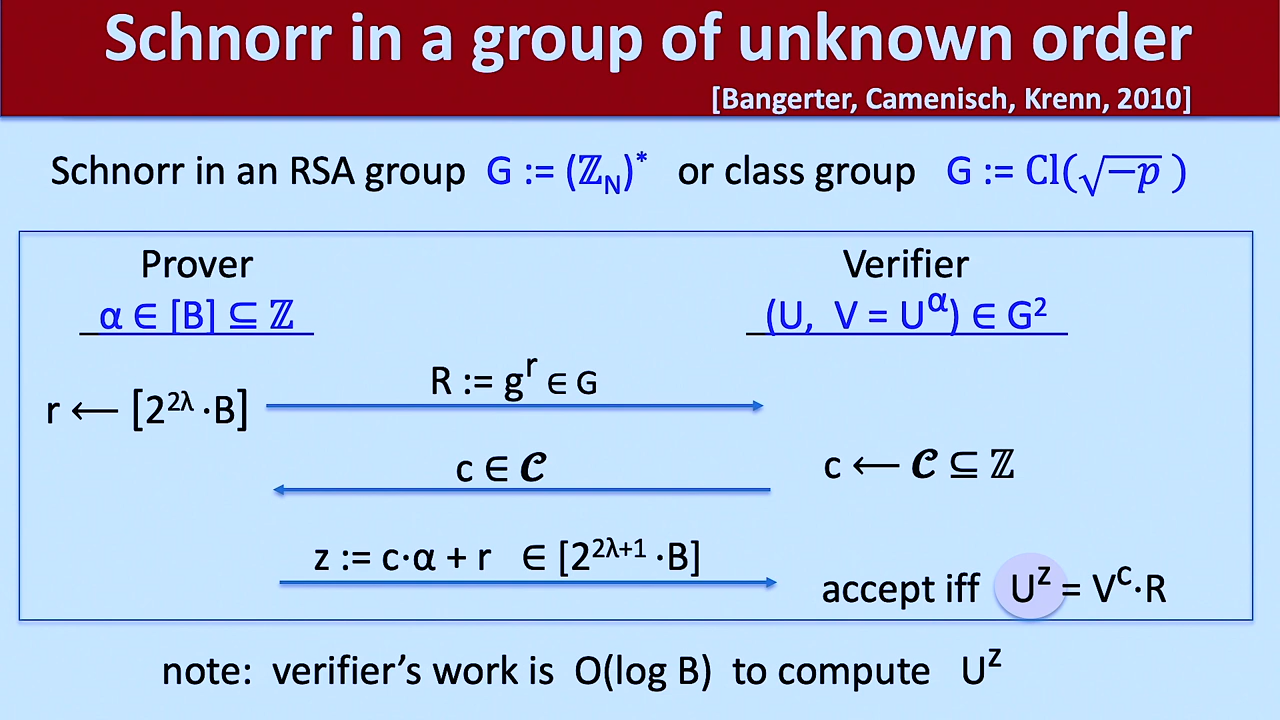 Schnorr in a group of unknown order
[Bangerter, Camenisch, Krenn, 2010]
Schnorr in an RSA group G := (ℤ_N)* or class group G := Cl(√−p )
Prover
Verifier
α ∈ [B] ⊆ ℤ
(U, V = U^α) ∈ G²
R := g^r ∈ G
r ⟵ [2^{2λ} ·B]
c ∈ 𝓒
c ⟵ 𝓒 ⊆ ℤ
z := c·α + r ∈ [2^{2λ+1} ·B]
accept iff U^z = V^c·R
note: verifier’s work is O(log B) to compute U^z